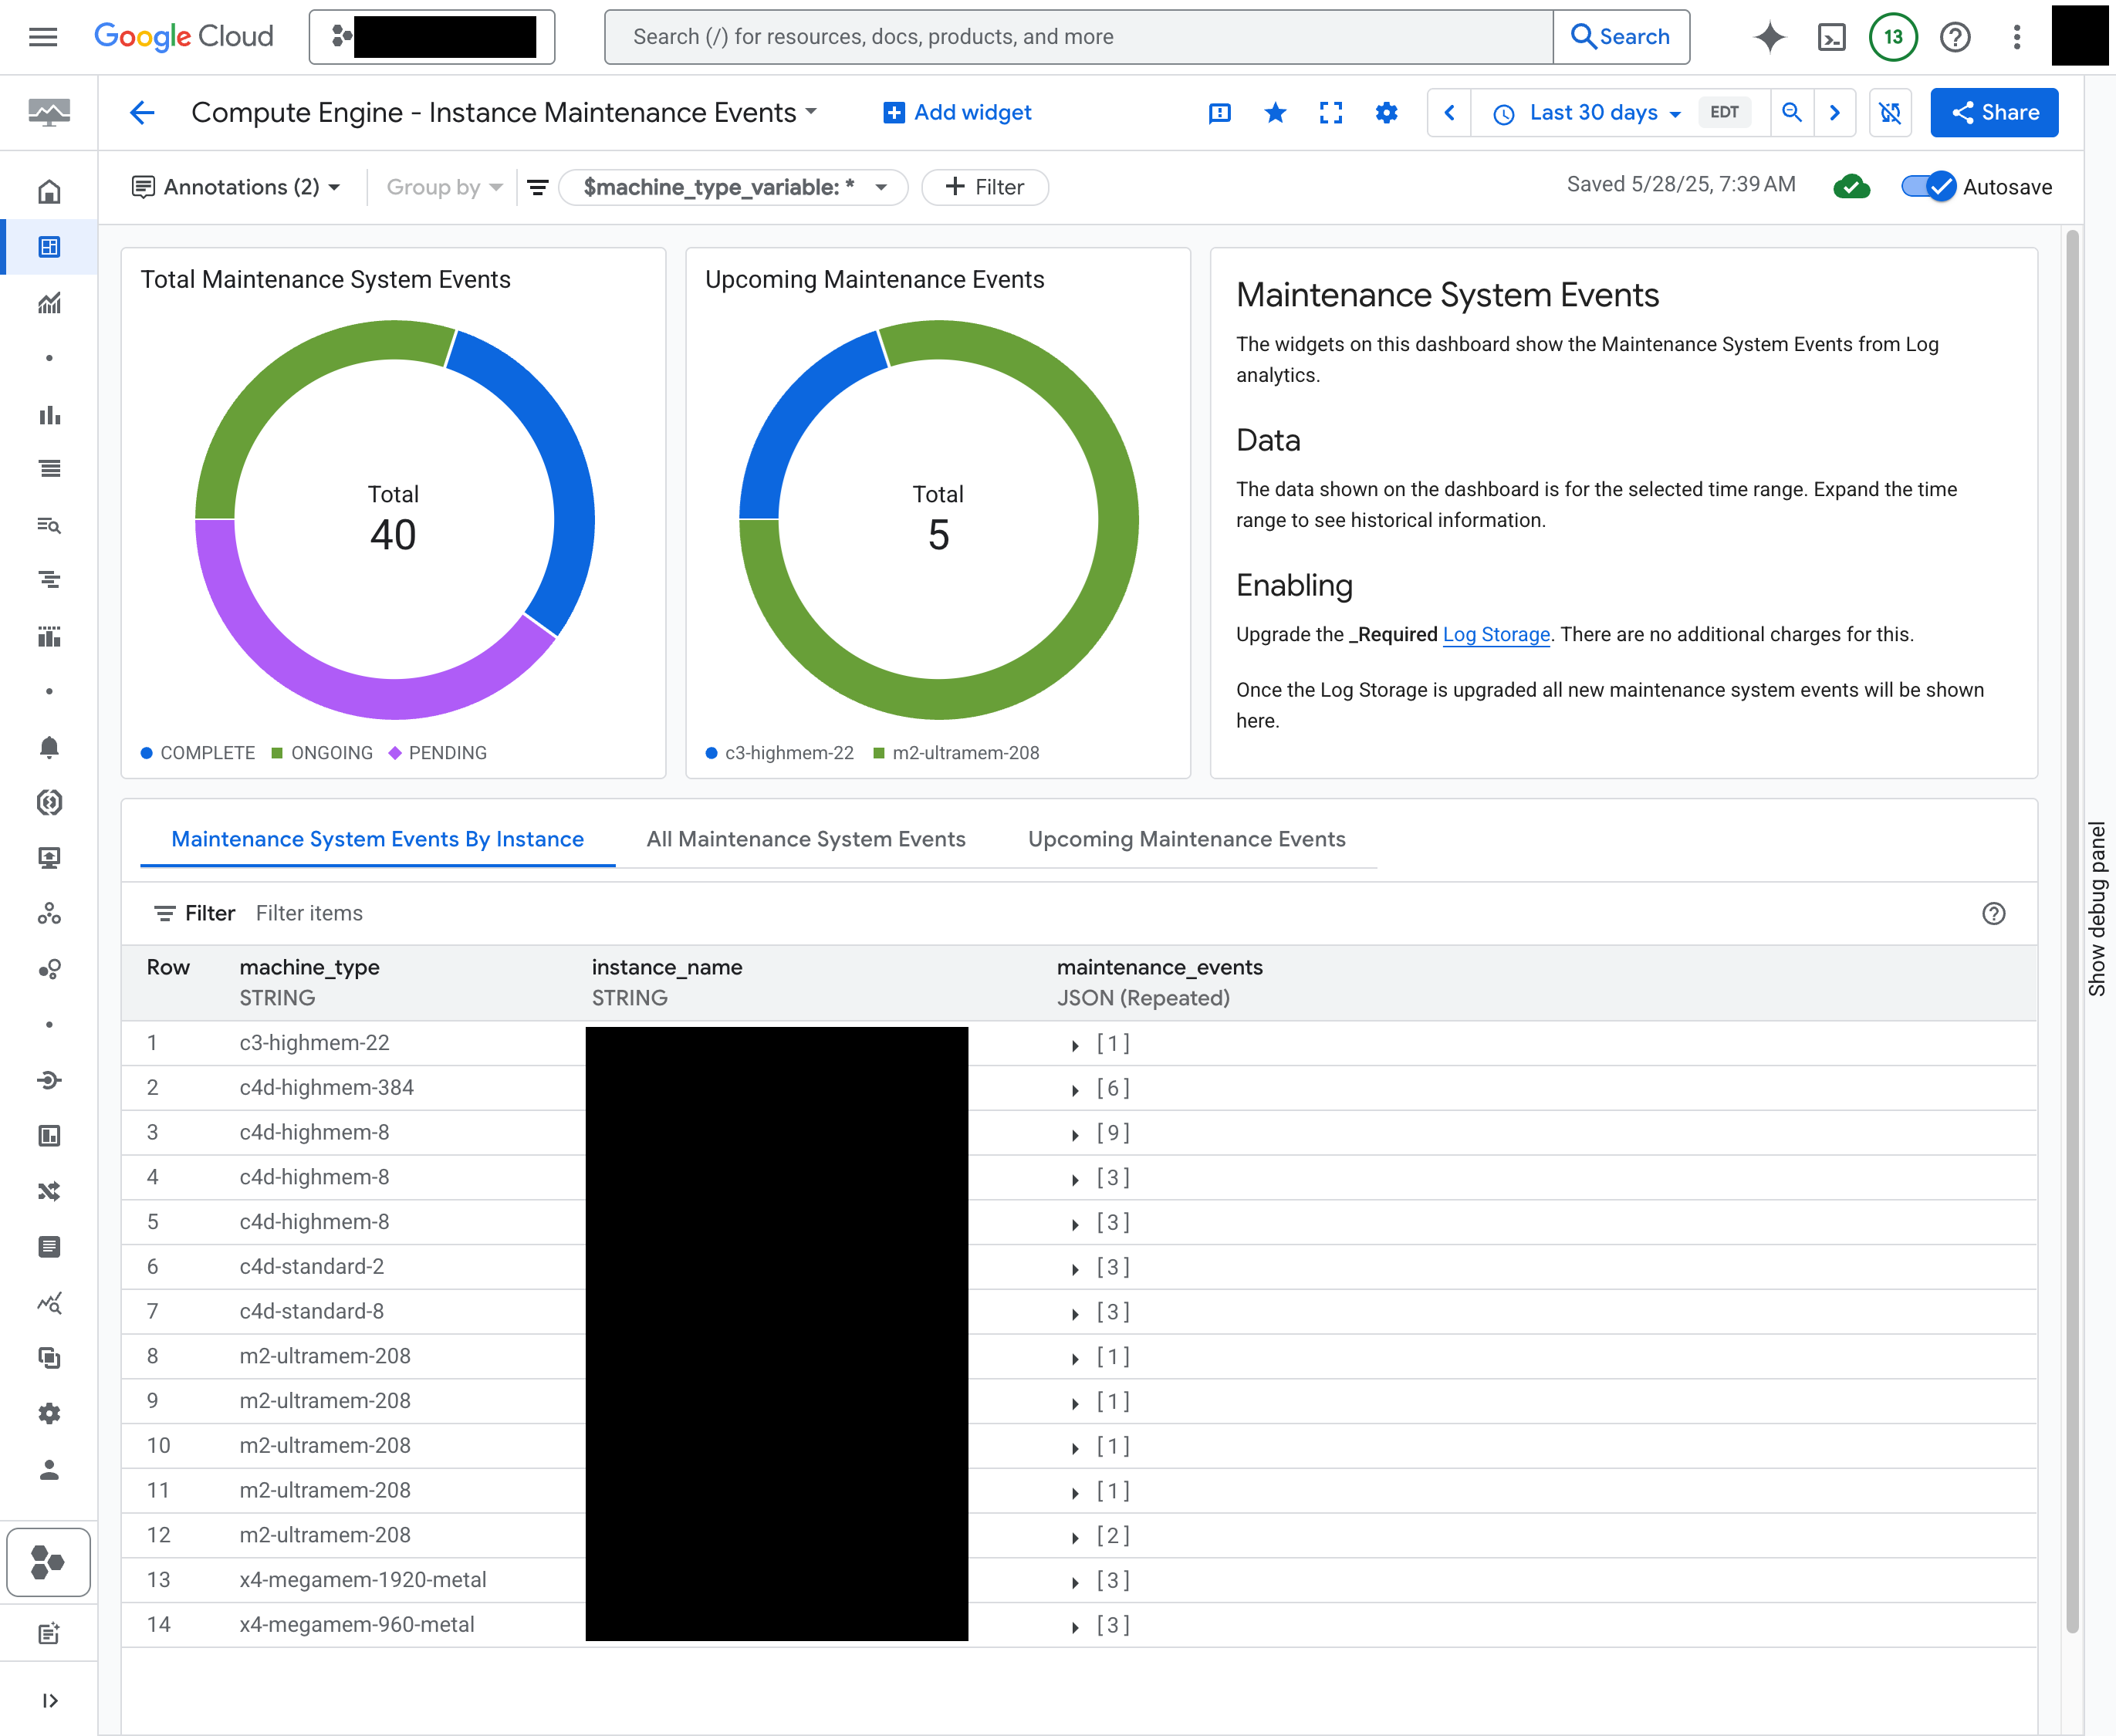 Google Cloud
Search (/) for resources, docs, products, and more
Search
13
Compute Engine - Instance Maintenance Events
Add widget
Last 30 days
EDT
Share
Annotations (2)
Group by
$machine_type_variable: *
Filter
Saved 5/28/25, 7:39 AM
Autosave
Total Maintenance System Events
Total
40
COMPLETE ONGOING PENDING
Upcoming Maintenance Events
Total
5
c3-highmem-22 m2-ultramem-208
Maintenance System Events
The widgets on this dashboard show the Maintenance System Events from Log
analytics.
Data
The data shown on the dashboard is for the selected time range. Expand the time
range to see historical information.
Enabling
Upgrade the _Required Log Storage. There are no additional charges for this.
Once the Log Storage is upgraded all new maintenance system events will be shown
here.
Show debug panel
Maintenance System Events By Instance All Maintenance System Events Upcoming Maintenance Events
Filter Filter items
Row machine_type instance_name maintenance_events
STRING STRING JSON (Repeated)
1 c3-highmem-22 [1]
2 c4d-highmem-384 [6]
3 c4d-highmem-8 [9]
4 c4d-highmem-8 [3]
5 c4d-highmem-8 [3]
6 c4d-standard-2 [3]
7 c4d-standard-8 [3]
8 m2-ultramem-208 [1]
9 m2-ultramem-208 [1]
10 m2-ultramem-208 [1]
11 m2-ultramem-208 [1]
12 m2-ultramem-208 [2]
13 x4-megamem-1920-metal [3]
14 x4-megamem-960-metal [3]